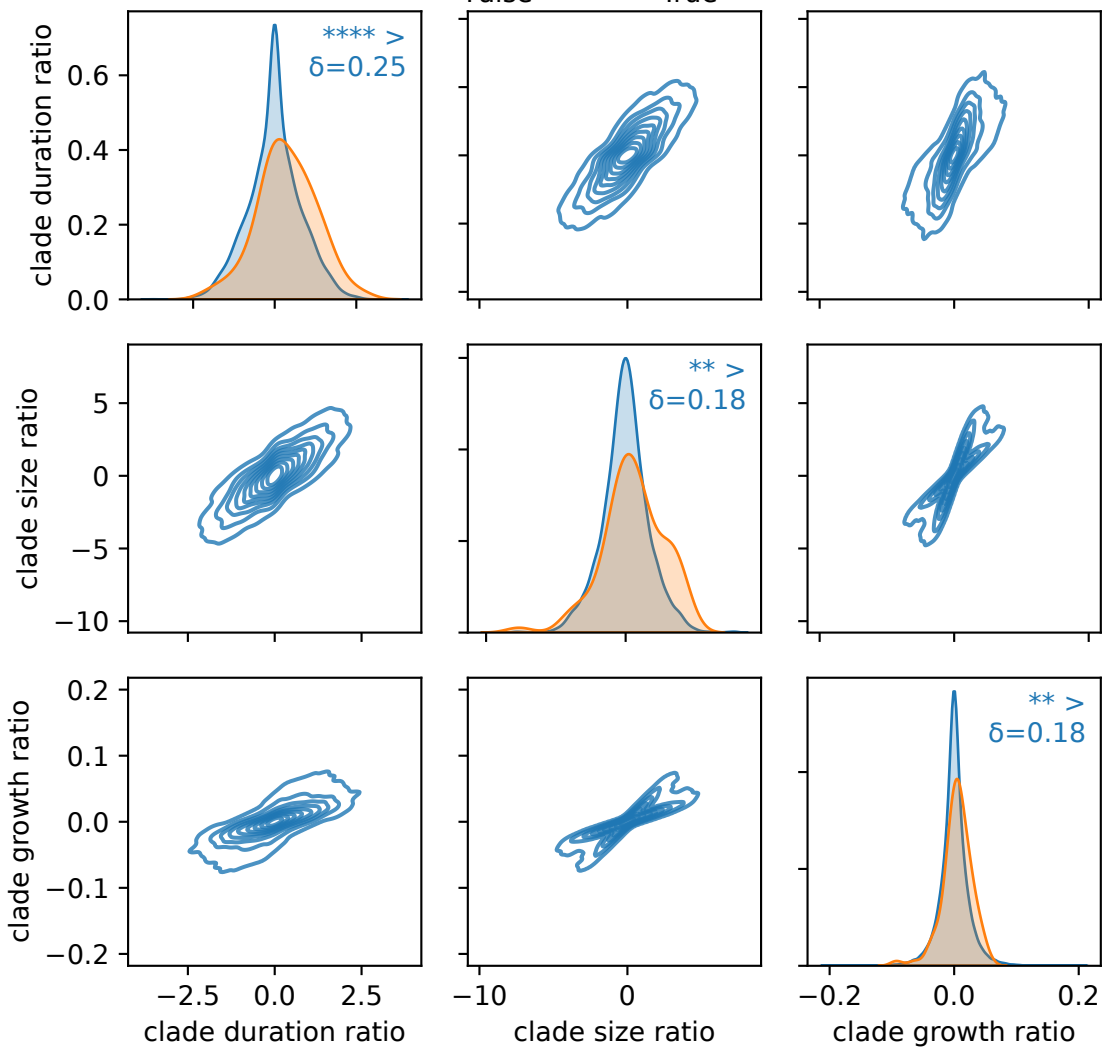 **** >
δ=0.25
clade duration ratio
0.6
0.4
0.2
0.0
** >
δ=0.18
clade size ratio
5
0
−5
−10
** >
δ=0.18
clade growth ratio
0.2
0.1
0.0
−0.1
−0.2
−2.5 0.0 2.5 −10 0 −0.2 0.0 0.2
clade duration ratio clade size ratio clade growth ratio